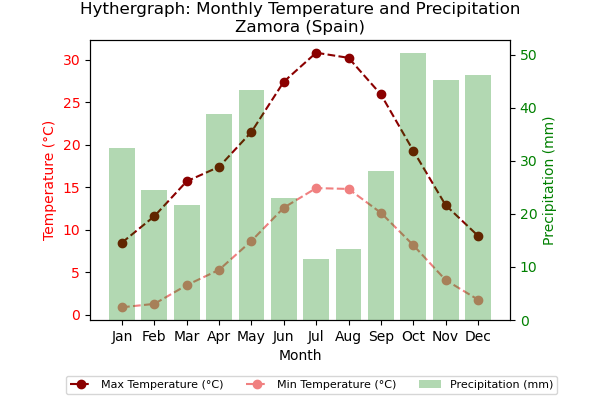 Hythergraph: Monthly Temperature and Precipitation
Zamora (Spain)
30
25
20
15
10
5
0
Temperature (°C)
50
40
30
20
10
0
Precipitation (mm)
Jan Feb Mar Apr May Jun Jul Aug Sep Oct Nov Dec
Month
Max Temperature (°C) Min Temperature (°C) Precipitation (mm)